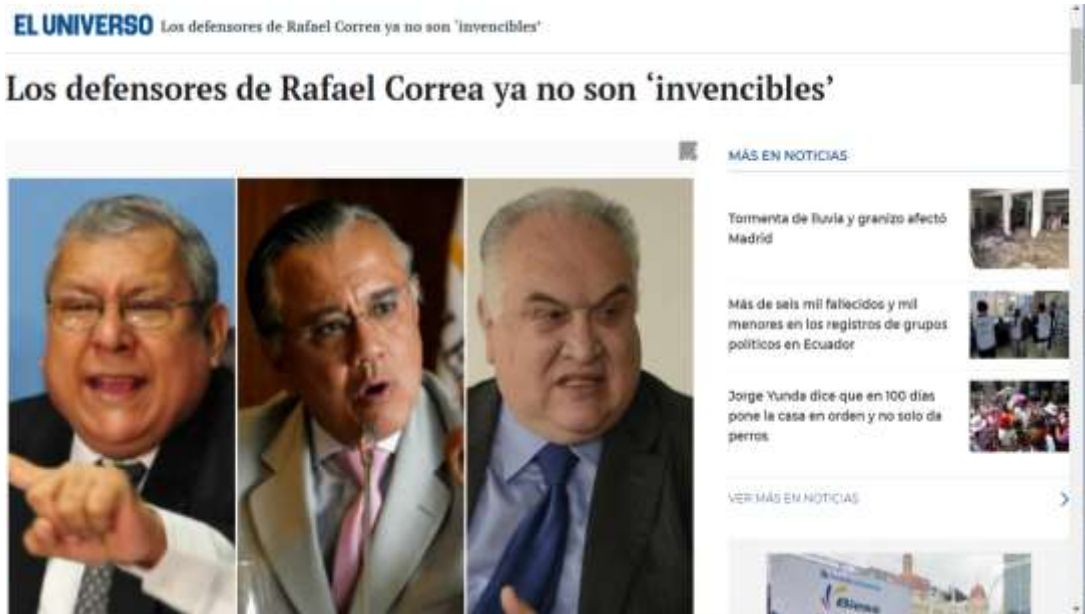 EL UNIVERSO Los defensores de Rafael Correa ya no son 'invencibles'
Los defensores de Rafael Correa ya no son ‘invencibles’
MÁS EN NOTICIAS
Tormenta de lluvia y granizo afectó
Madrid
Más de seis mil fallecidos y mil
menores en los registros de grupos
políticos en Ecuador
Jorge Yunda dice que en 100 días
pone la casa en orden y no solo da
perros
VER MÁS EN NOTICIAS
Biess